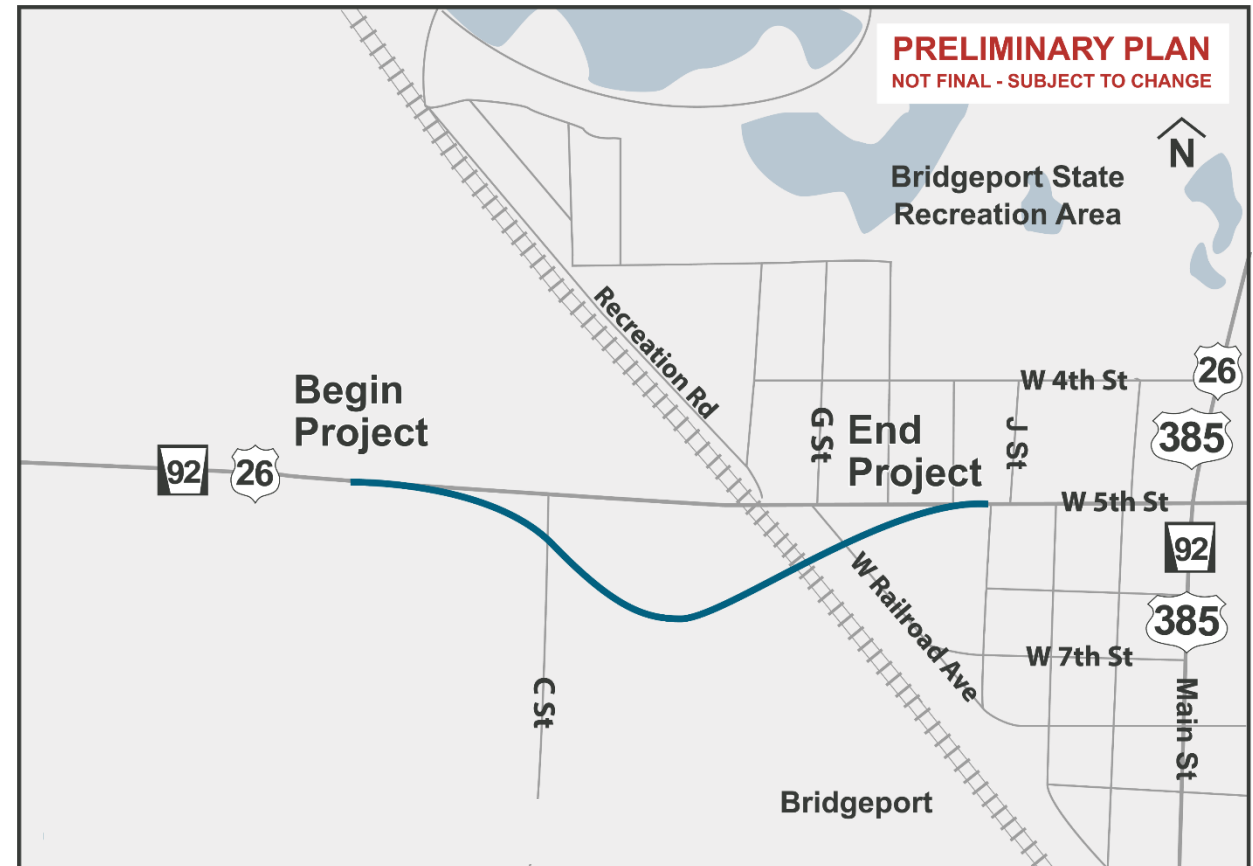 PRELIMINARY PLAN
NOT FINAL - SUBJECT TO CHANGE
N
Bridgeport State
Recreation Area
Recreation Rd
Begin
Project
W 4th St
26
385
G St
End
Project
J St
92
26
W 5th St
92
385
W Railroad Ave
W 7th St
C St
Main St
Bridgeport